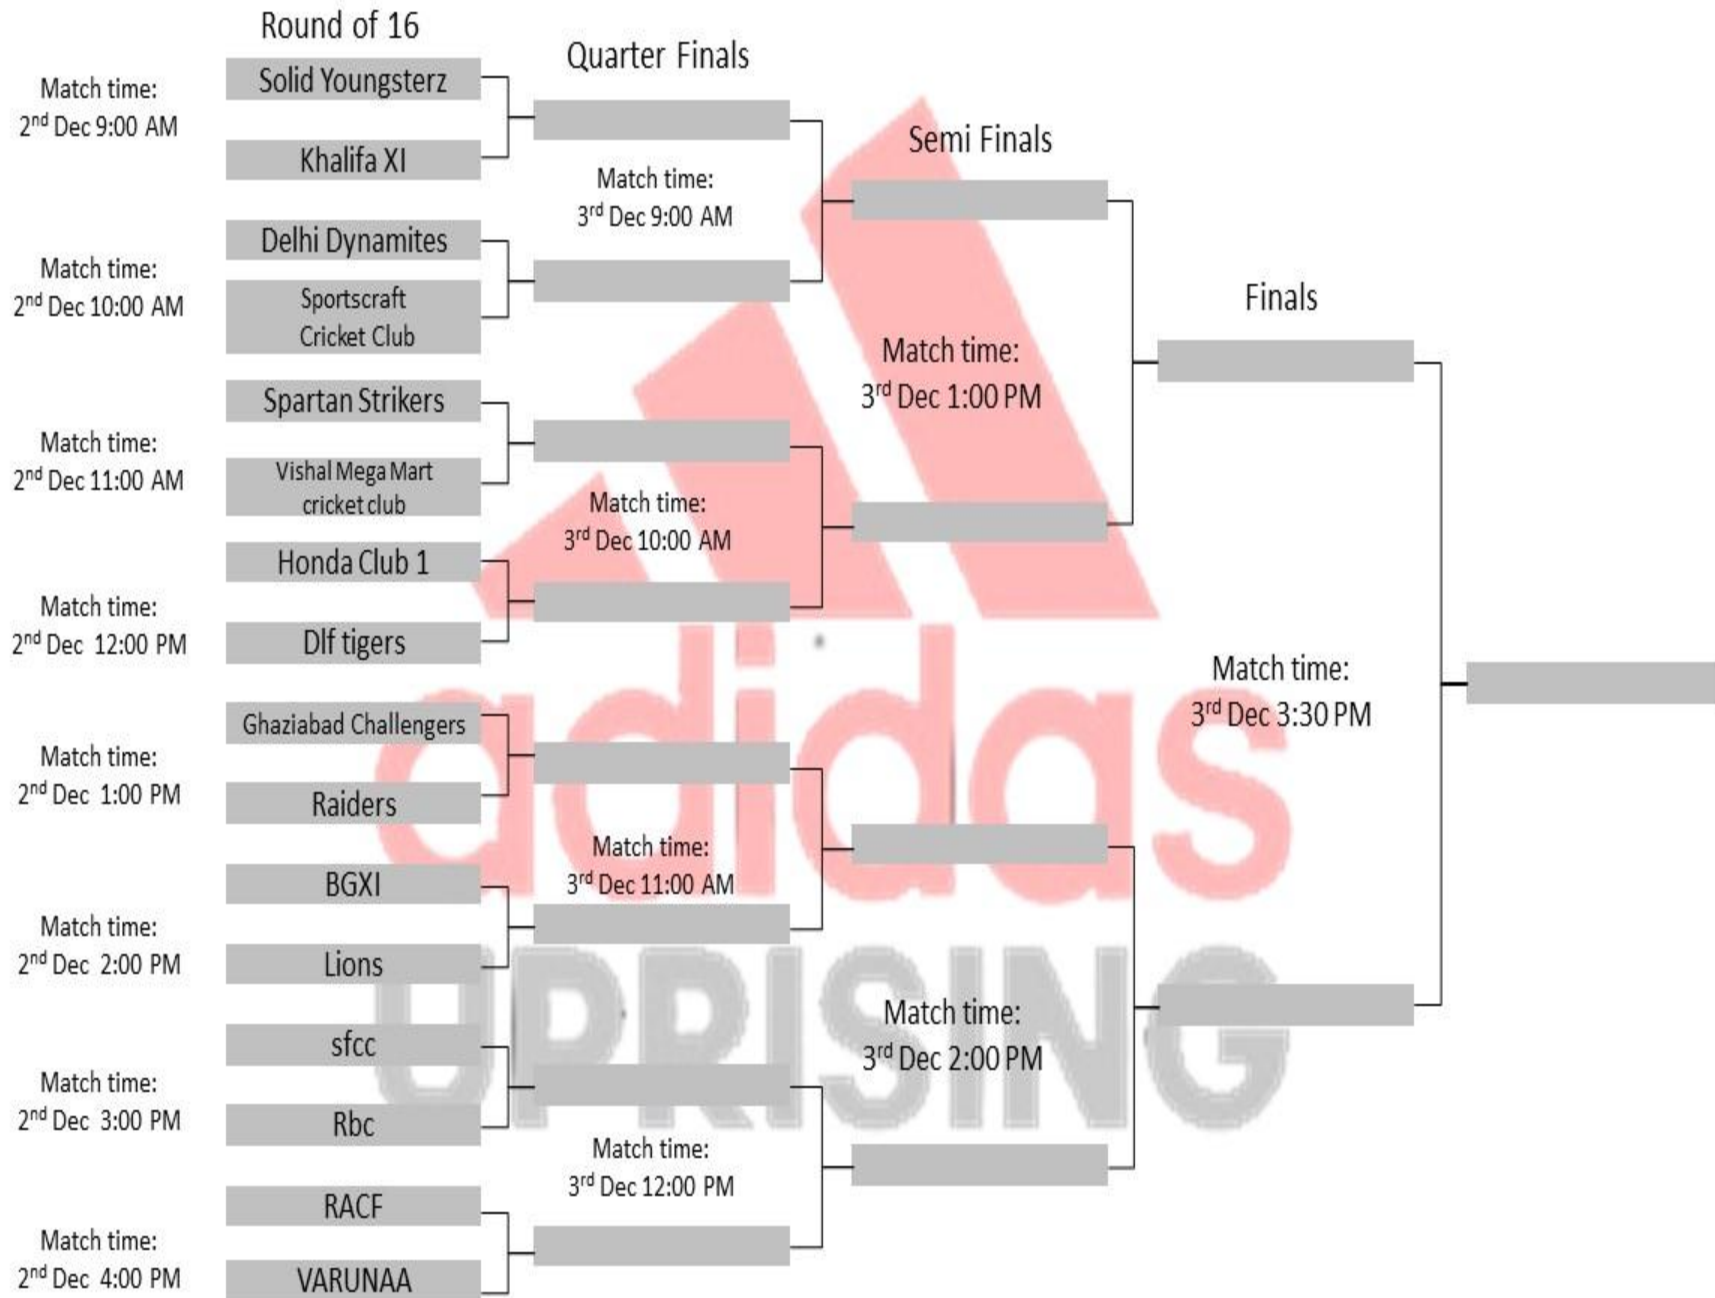 Round of 16
Quarter Finals
Semi Finals
Finals
Match time:
2nd Dec 9:00 AM
Solid Youngsterz
Khalifa XI
Match time:
2nd Dec 10:00 AM
Delhi Dynamites
Sportscraft
Cricket Club
Match time:
2nd Dec 11:00 AM
Spartan Strikers
Vishal Mega Mart
cricket club
Match time:
2nd Dec 12:00 PM
Honda Club 1
Dlf tigers
Match time:
2nd Dec 1:00 PM
Ghaziabad Challengers
Raiders
Match time:
2nd Dec 2:00 PM
BGXI
Lions
Match time:
2nd Dec 3:00 PM
sfcc
Rbc
Match time:
2nd Dec 4:00 PM
RACF
VARUNAA
Match time:
3rd Dec 9:00 AM
Match time:
3rd Dec 10:00 AM
Match time:
3rd Dec 11:00 AM
Match time:
3rd Dec 12:00 PM
Match time:
3rd Dec 1:00 PM
Match time:
3rd Dec 2:00 PM
Match time:
3rd Dec 3:30 PM
adidas
UPRISING